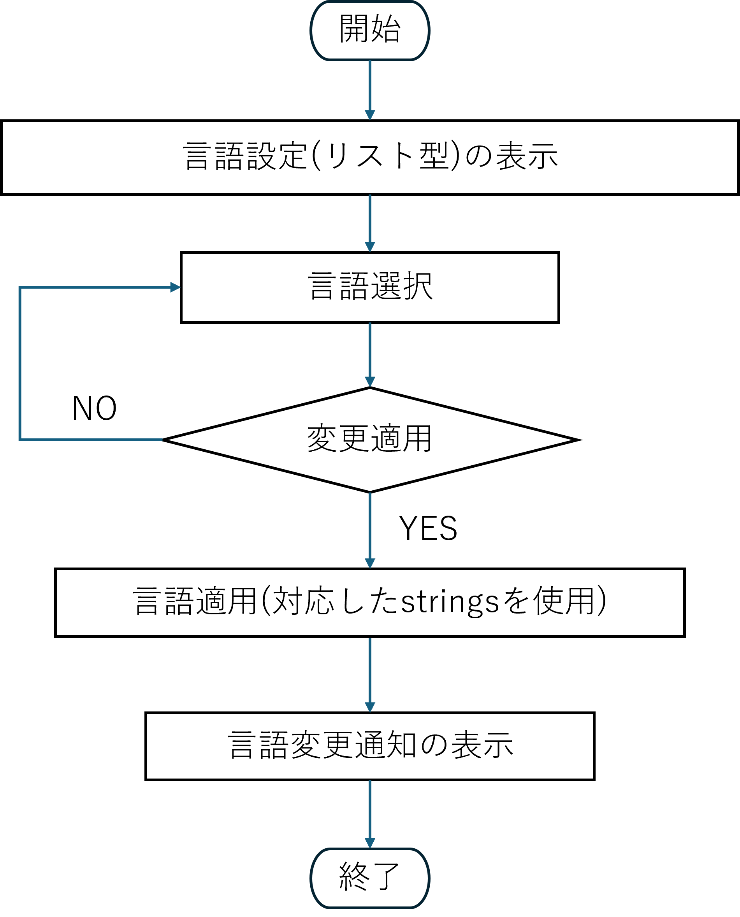 開始
言語設定(リスト型)の表示
言語選択
NO
変更適用
YES
言語適用(対応したstringsを使用)
言語変更通知の表示
終了